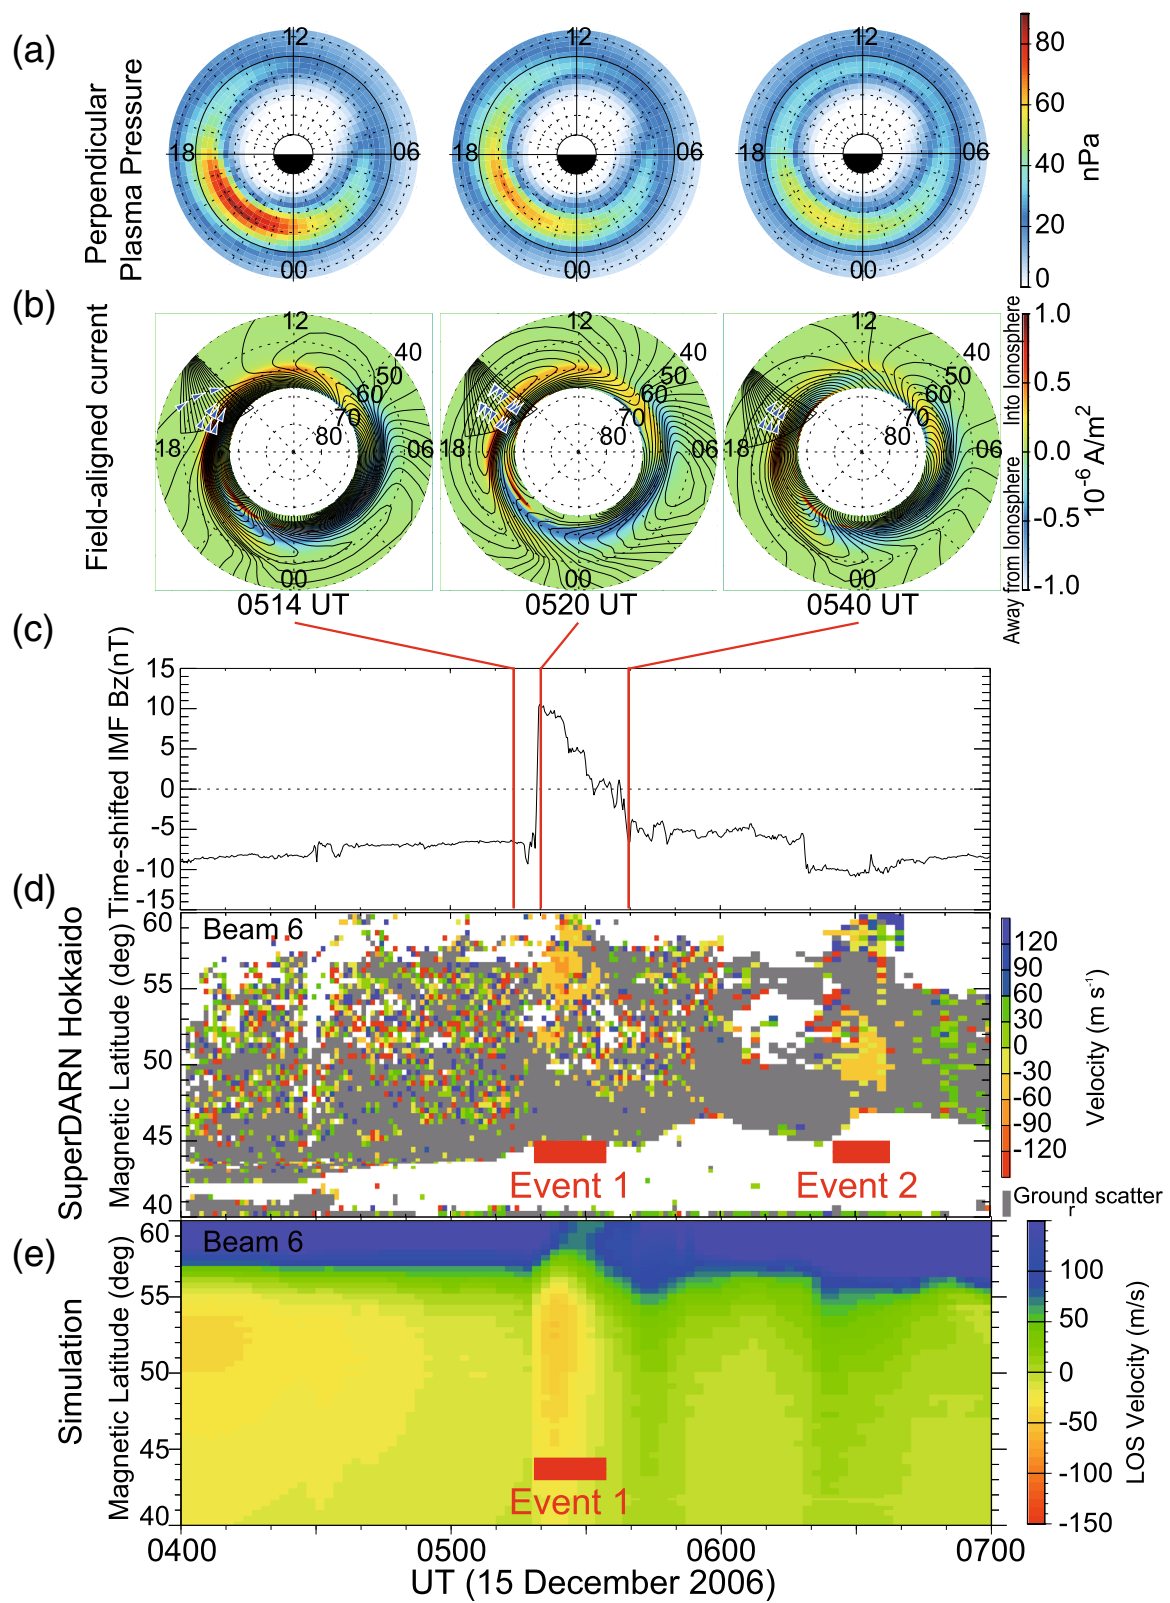 (a)
Perpendicular
Plasma Pressure
12
18
06
00
12
18
06
00
12
18
06
00
80
60
40
20
0
nPa
(b)
Field-aligned current
12
40
50
60
70
80
18
06
00
12
40
50
60
70
80
18
06
00
12
40
50
60
70
80
18
06
00
1.0
0.5
0.0
-0.5
-1.0
Away from Ionosphere
Into Ionosphere
10-6 A/m2
0514 UT
0520 UT
0540 UT
(c)
Time-shifted IMF Bz(nT)
15
10
5
0
-5
-10
-15
(d)
SuperDARN Hokkaido
Magnetic Latitude (deg)
Beam 6
60
55
50
45
40
Event 1
Event 2
120
90
60
30
0
-30
-60
-90
-120
Velocity (m s-1)
Ground scatte
r
(e)
Simulation
Magnetic Latitude (deg)
Beam 6
60
55
50
45
40
Event 1
100
50
0
-50
-100
-150
LOS Velocity (m/s)
0400
0500
0600
0700
UT (15 December 2006)